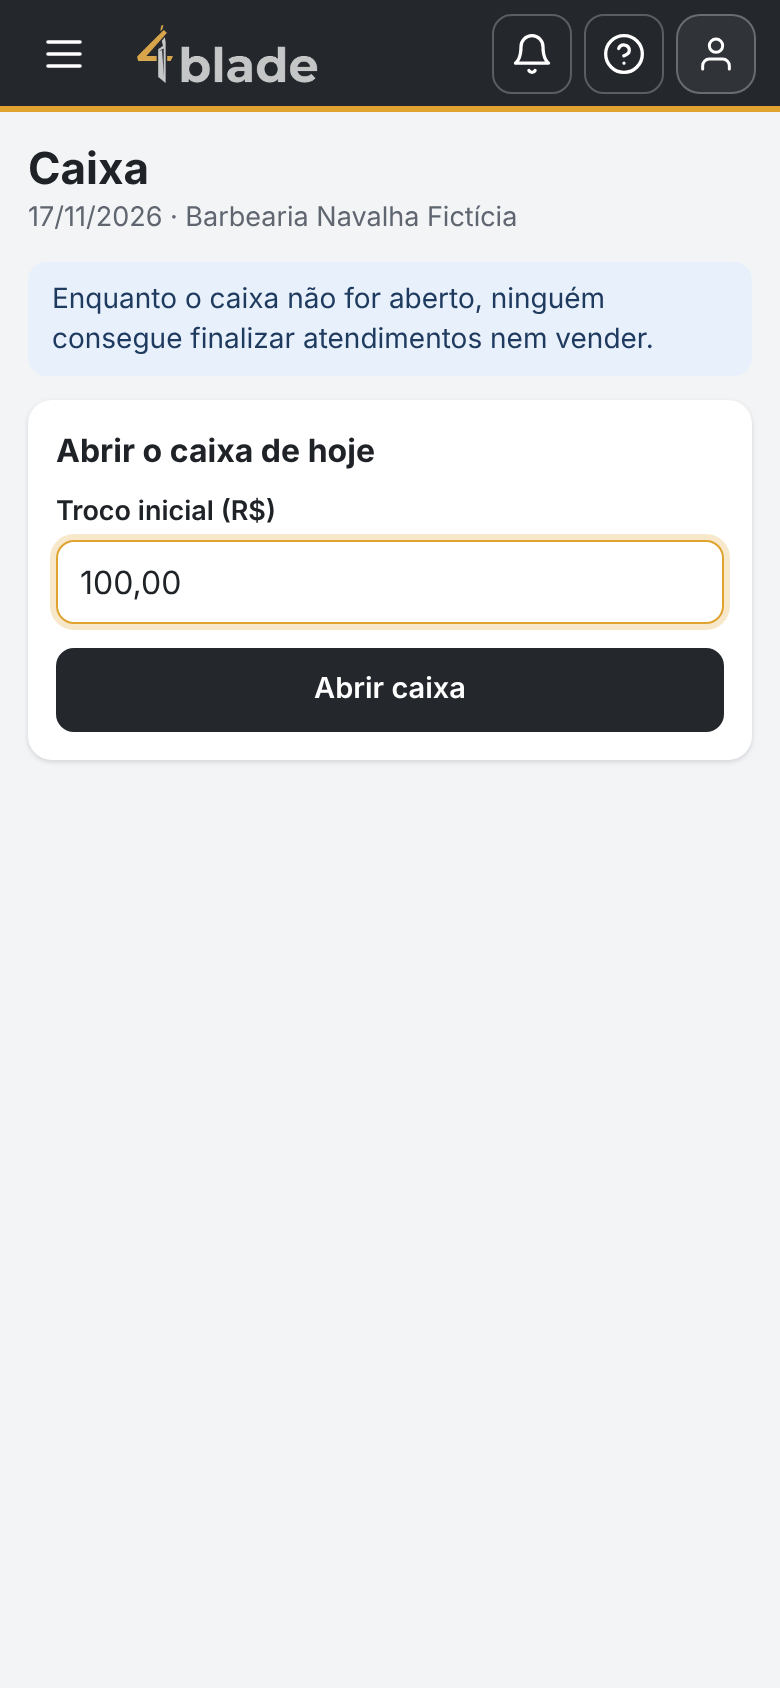 4blade
Caixa
17/11/2026 · Barbearia Navalha Fictícia
Enquanto o caixa não for aberto, ninguém
consegue finalizar atendimentos nem vender.
Abrir o caixa de hoje
Troco inicial (R$)
100,00
Abrir caixa